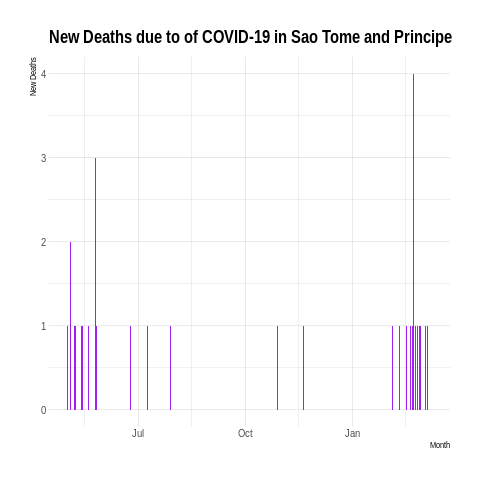 New Deaths due to of COVID-19 in Sao Tome and Principe
New Deaths
4
3
2
1
0
Jul
Oct
Jan
Month